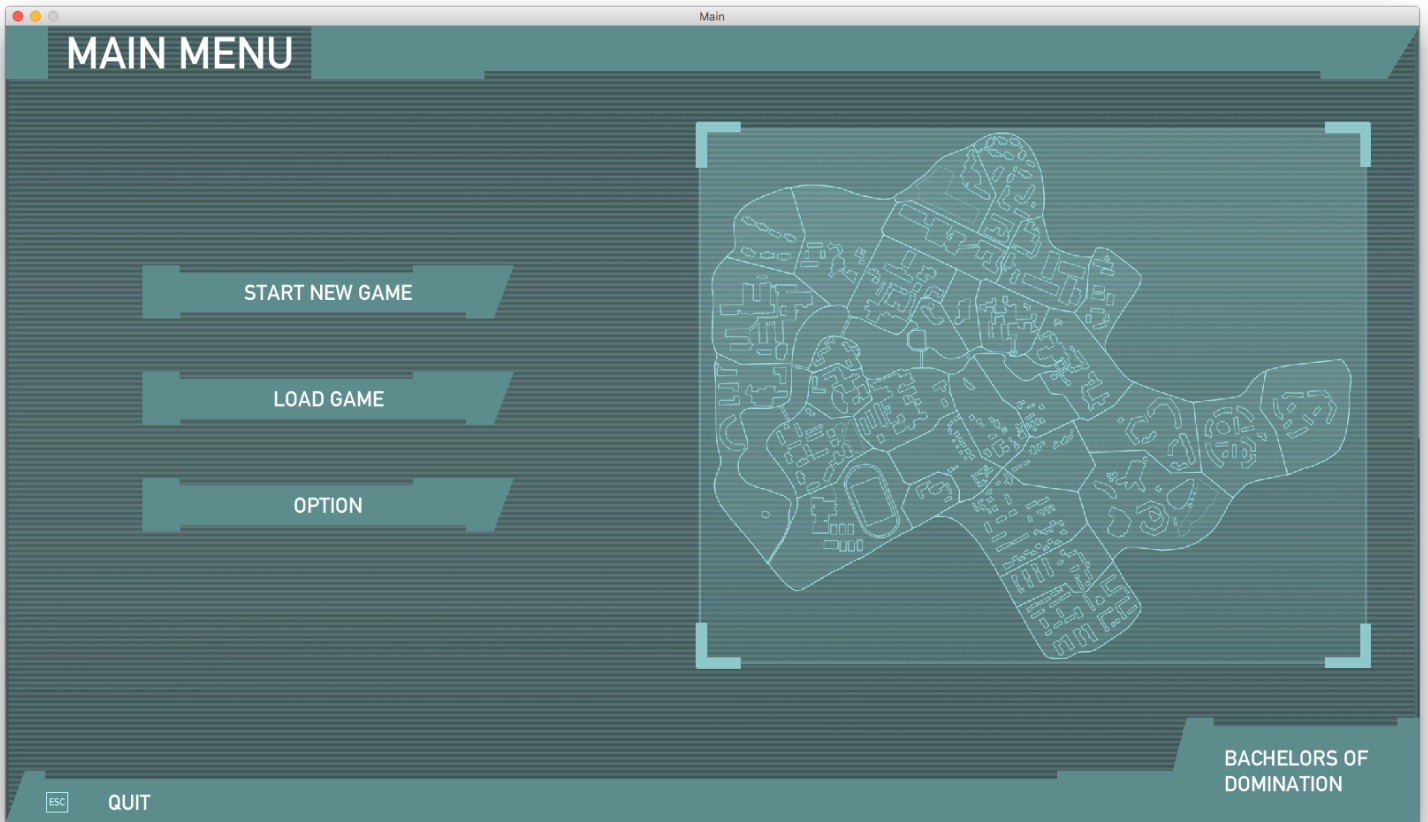 Main
MAIN MENU
START NEW GAME
LOAD GAME
OPTION
BACHELORS OF
DOMINATION
ESC QUIT